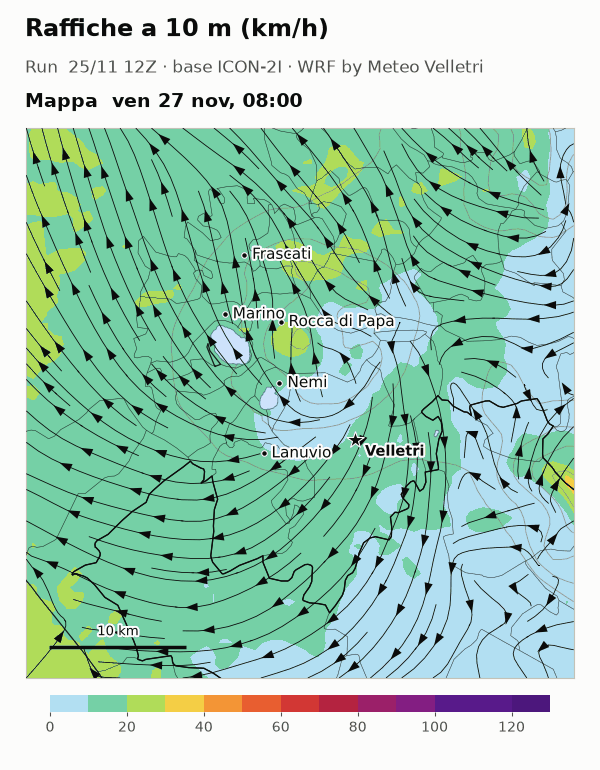 Raffiche a 10 m (km/h)
Run  25/11 12Z · base ICON-2I · WRF by Meteo Velletri
Mappa  ven 27 nov, 08:00
Frascati
Marino
Rocca di Papa
Nemi
Lanuvio
Velletri
10 km
0 20 40 60 80 100 120